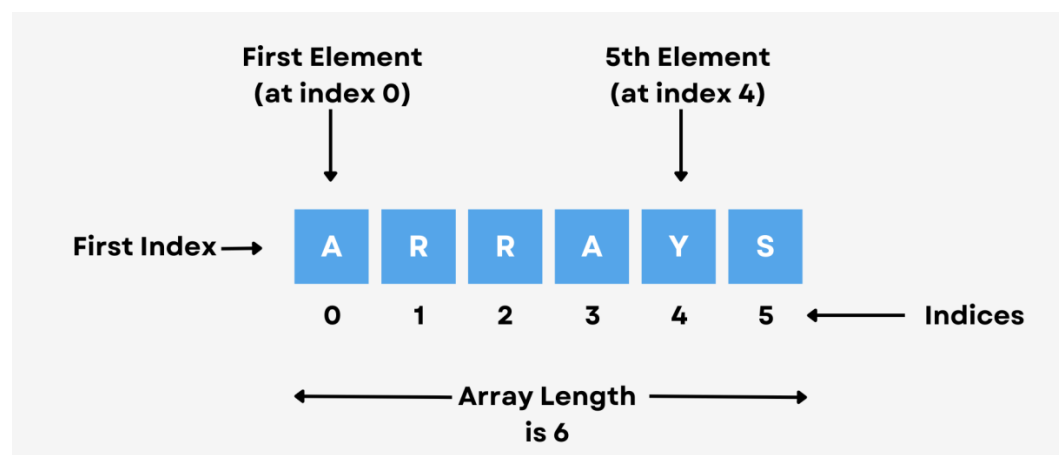 First Element
(at index 0)
5th Element
(at index 4)
First Index
A R R A Y S
0 1 2 3 4 5
Indices
Array Length
is 6